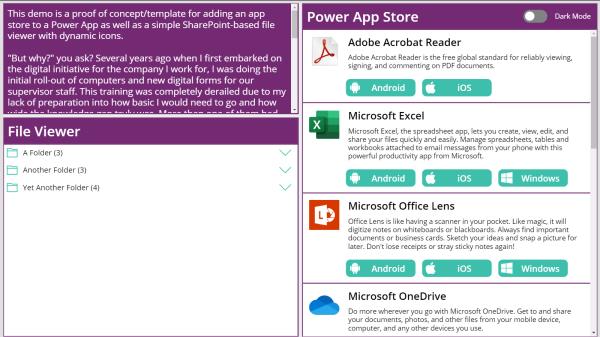 This demo is a proof of concept/template for adding an app
store to a Power App as well as a simple SharePoint-based file
viewer with dynamic icons.
"But why?" you ask? Several years ago when I first embarked on
the digital initiative for the company I work for, I was doing the
initial roll-out of computers and new digital forms for our
supervisor staff. This training was completely derailed due to my
lack of preparation into how basic I would need to go and how
wide the knowledge gap truly was. More than one of them had
File Viewer
A Folder (3)
Another Folder (3)
Yet Another Folder (4)
Power App Store
Dark Mode
Adobe Acrobat Reader
Adobe Acrobat Reader is the free global standard for reliably viewing,
signing, and commenting on PDF documents.
Android
iOS
Microsoft Excel
Microsoft Excel, the spreadsheet app, lets you create, view, edit, and
share your files quickly and easily. Manage spreadsheets, tables and
workbooks attached to email messages from your phone with this
powerful productivity app from Microsoft.
Android
iOS
Windows
Microsoft Office Lens
Office Lens is like having a scanner in your pocket. Like magic, it will
digitize notes on whiteboards or blackboards. Always find important
documents or business cards. Sketch your ideas and snap a picture for
later. Don't lose receipts or stray sticky notes again!
Android
iOS
Windows
Microsoft OneDrive
Do more wherever you go with Microsoft OneDrive. Get to and share
your documents, photos, and other files from your mobile device,
computer, and any other devices you use.